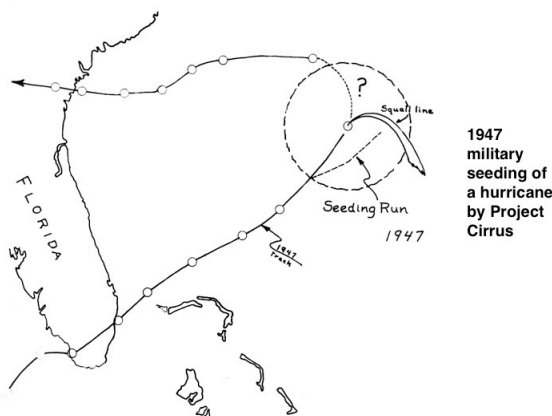 ?
Squall line
FLORIDA
Seeding Run
1947
1947
Track
1947
military
seeding of
a hurricane
by Project
Cirrus